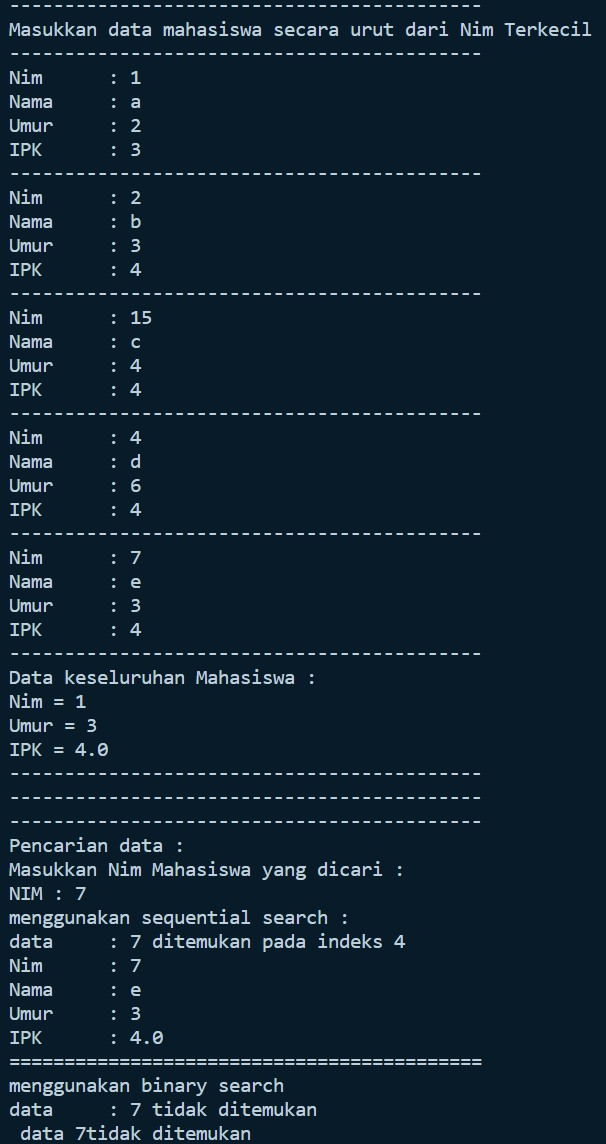 -------------------------------------------
Masukkan data mahasiswa secara urut dari Nim Terkecil
-------------------------------------------
Nim      : 1
Nama     : a
Umur     : 2
IPK      : 3
-------------------------------------------
Nim      : 2
Nama     : b
Umur     : 3
IPK      : 4
-------------------------------------------
Nim      : 15
Nama     : c
Umur     : 4
IPK      : 4
-------------------------------------------
Nim      : 4
Nama     : d
Umur     : 6
IPK      : 4
-------------------------------------------
Nim      : 7
Nama     : e
Umur     : 3
IPK      : 4
-------------------------------------------
Data keseluruhan Mahasiswa :
Nim = 1
Umur = 3
IPK = 4.0
-------------------------------------------
-------------------------------------------
-------------------------------------------
Pencarian data :
Masukkan Nim Mahasiswa yang dicari :
NIM : 7
menggunakan sequential search :
data     : 7 ditemukan pada indeks 4
Nim      : 7
Nama     : e
Umur     : 3
IPK      : 4.0
===========================================
menggunakan binary search
data     : 7 tidak ditemukan
 data 7tidak ditemukan